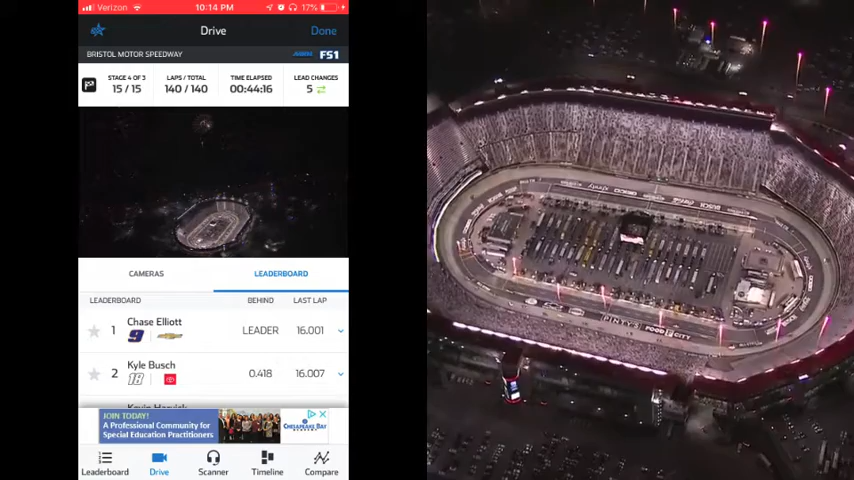 Verizon
10:14 PM
17%
Drive
Done
BRISTOL MOTOR SPEEDWAY
FS1
STAGE 4 OF 3
15 / 15
LAPS / TOTAL
140 / 140
TIME ELAPSED
00:44:16
LEAD CHANGES
5
CAMERAS
LEADERBOARD
LEADERBOARD
BEHIND
LAST LAP
1
Chase Elliott
9
LEADER
16.001
2
Kyle Busch
18
0.418
16.007
JOIN TODAY!
A Professional Community for
Special Education Practitioners
CHESAPEAKE BAY
Leaderboard
Drive
Scanner
Timeline
Compare
PINTY'S
FOOD CITY